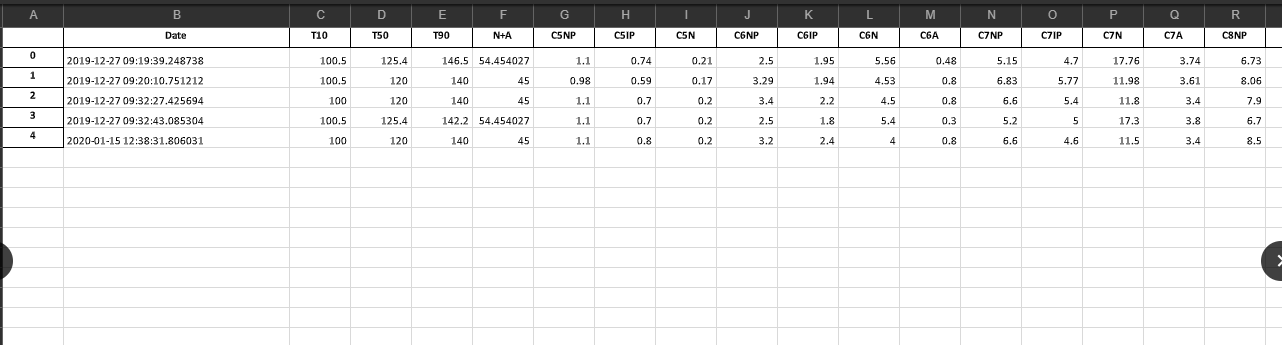 A B C D E F G H I J K L M N O P Q R
Date T10 T50 T90 N+A C5NP C5IP C5N C6NP C6IP C6N C6A C7NP C7IP C7N C7A C8NP
0 2019-12-27 09:19:39.248738 100.5 125.4 146.5 54.454027 1.1 0.74 0.21 2.5 1.95 5.56 0.48 5.15 4.7 17.76 3.74 6.73
1 2019-12-27 09:20:10.751212 100.5 120 140 45 0.98 0.59 0.17 3.29 1.94 4.53 0.8 6.83 5.77 11.98 3.61 8.06
2 2019-12-27 09:32:27.425694 100 120 140 45 1.1 0.7 0.2 3.4 2.2 4.5 0.8 6.6 5.4 11.8 3.4 7.9
3 2019-12-27 09:32:43.085304 100.5 125.4 142.2 54.454027 1.1 0.7 0.2 2.5 1.8 5.4 0.3 5.2 5 17.3 3.8 6.7
4 2020-01-15 12:38:31.806031 100 120 140 45 1.1 0.8 0.2 3.2 2.4 4 0.8 6.6 4.6 11.5 3.4 8.5